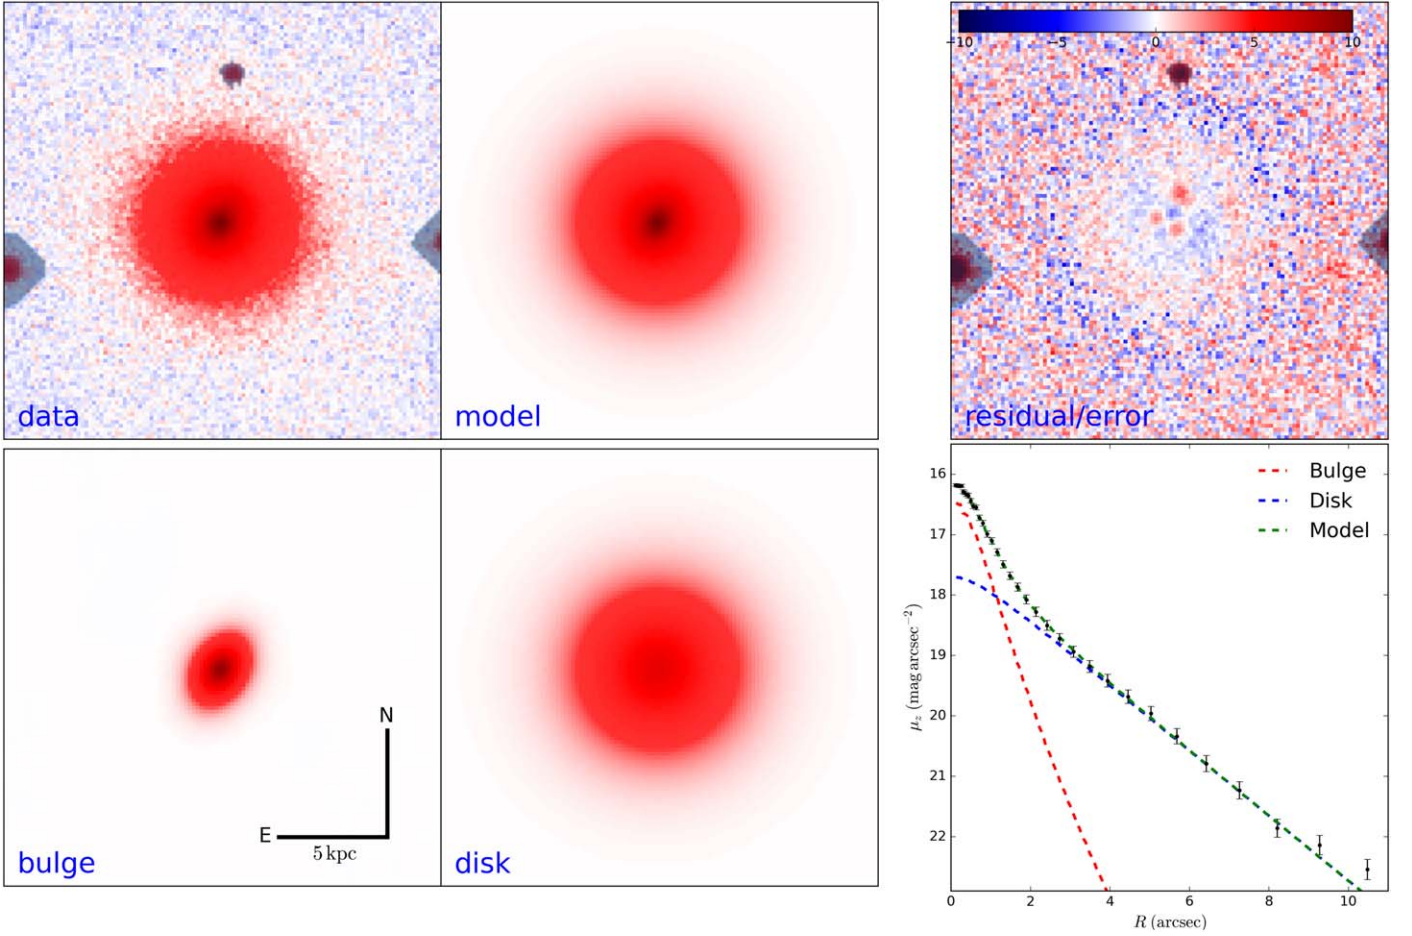 data
model
-10 -5 0 5 10
residual/error
bulge
N
E
5 kpc
disk
Bulge
Disk
Model
16
17
18
19
20
21
22
μz (mag arcsec−2)
0 2 4 6 8 10
R (arcsec)